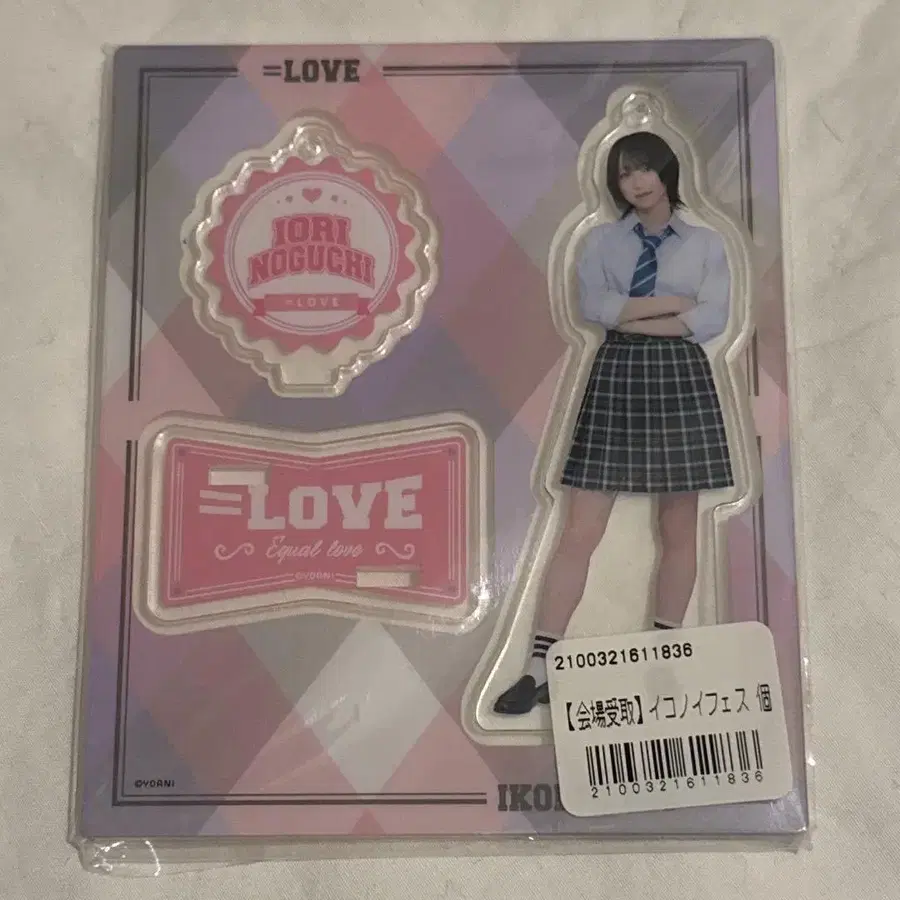 =LOVE
IORI
NOGUCHI
=LOVE
=LOVE
Equal love
©YOANI
2100321611836
【会場受取】イコノイフェス 個
2100321611836
©YOANI
IKO